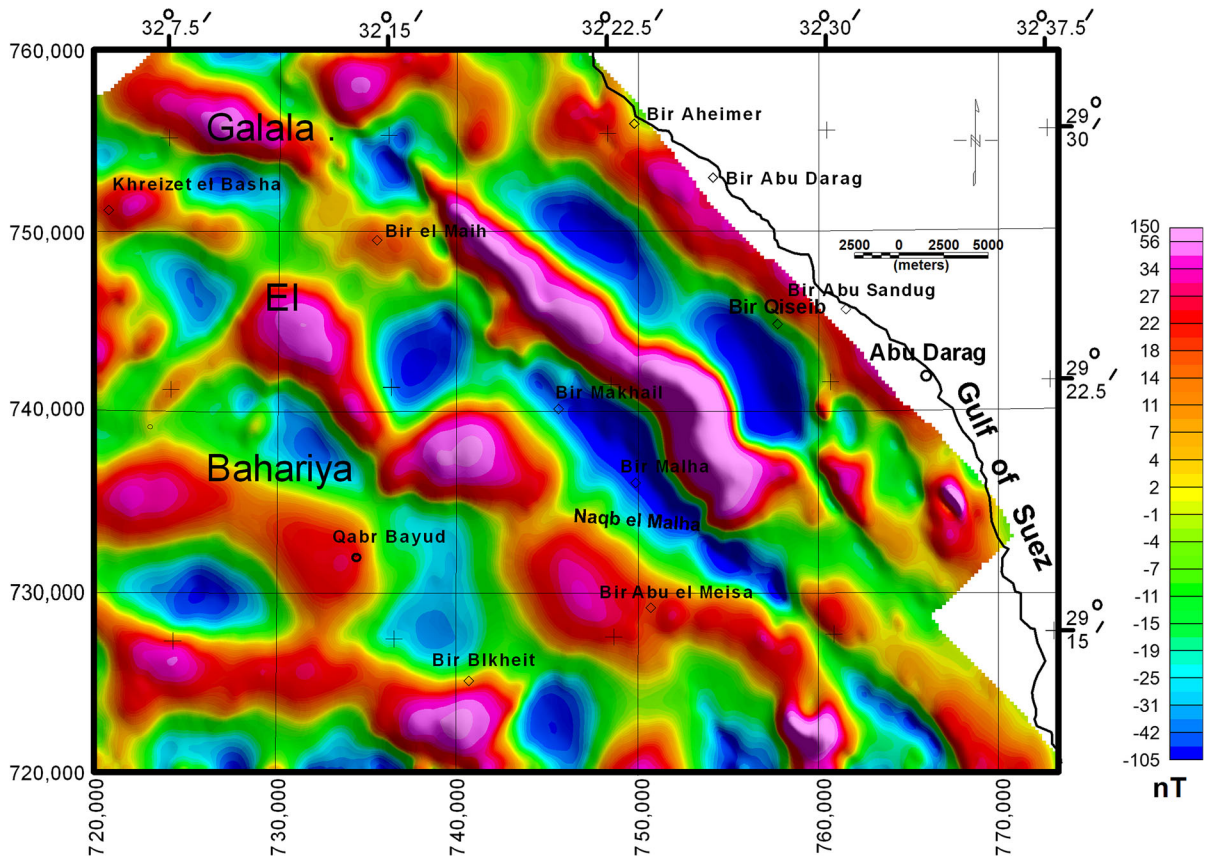 32° 7.5′
32° 15′
32° 22.5′
32° 30′
32° 37.5′
760,000
750,000
740,000
730,000
720,000
Bir Aheimer
Galala .
29° 30′
N
Bir Abu Darag
Khreizet el Basha
Bir el Maih
2500 0 2500 5000
(meters)
Bir Abu Sandug
El
Bir Qiseib
Abu Darag
29° 22.5′
Bir Makhail
Gulf of Suez
Bahariya
Bir Malha
Naqb el Malha
Qabr Bayud
Bir Abu el Meisa
29° 15′
Bir Blkheit
720,000
730,000
740,000
750,000
760,000
770,000
150
56
34
27
22
18
14
11
7
4
2
-1
-4
-7
-11
-15
-20
-25
-31
-42
-105
nT